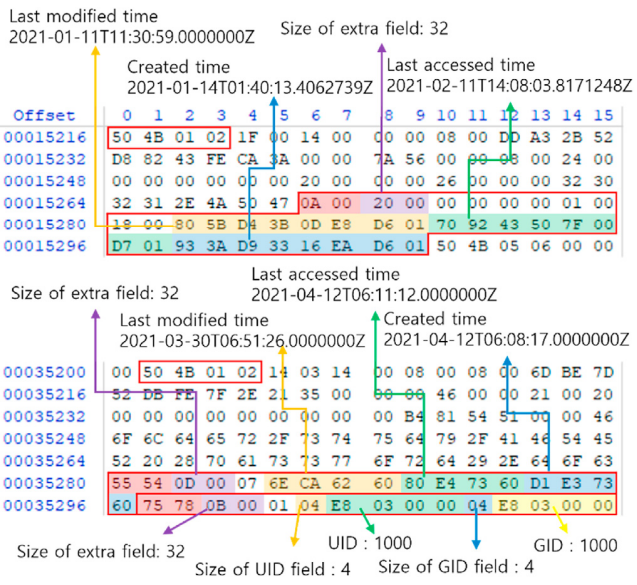 Last modified time
2021-01-11T11:30:59.0000000Z
Size of extra field: 32
Created time
2021-01-14T01:40:13.4062739Z
Last accessed time
2021-02-11T14:08:03.8171248Z
Offset 0 1 2 3 4 5 6 7 8 9 10 11 12 13 14 15
00015216 50 4B 01 02 1F 00 14 00 00 00 08 00 DD A3 2B 52
00015232 D8 82 43 FE CA 3A 00 00 7A 56 00 00 08 00 24 00
00015248 00 00 00 00 00 00 20 00 00 00 26 00 00 00 32 30
00015264 32 31 2E 4A 50 47 0A 00 20 00 00 00 00 00 01 00
00015280 18 00 80 5B D4 3B 0D E8 D6 01 70 92 43 50 7F 00
00015296 D7 01 93 3A D9 33 16 EA D6 01 50 4B 05 06 00 00
Last accessed time
2021-04-12T06:11:12.0000000Z
Size of extra field: 32
Last modified time
2021-03-30T06:51:26.0000000Z
Created time
2021-04-12T06:08:17.0000000Z
00035200 00 50 4B 01 02 14 03 14 00 08 00 08 00 6D BE 7D
00035216 52 DB FE 7F 2E 21 35 00 00 00 00 46 00 00 21 00 20
00035232 00 00 00 00 00 00 00 00 00 B4 81 54 51 00 00 46
00035248 6F 6C 64 65 72 2F 73 74 75 64 79 2F 41 46 54 45
00035264 52 20 28 70 61 73 73 77 6F 72 64 29 2E 64 6F 63
00035280 55 54 0D 00 07 6E CA 62 60 80 E4 73 60 D1 E3 73
00035296 60 75 78 0B 00 01 04 E8 03 00 00 04 E8 03 00 00
Size of extra field: 32
Size of UID field : 4
UID : 1000
Size of GID field : 4
GID : 1000